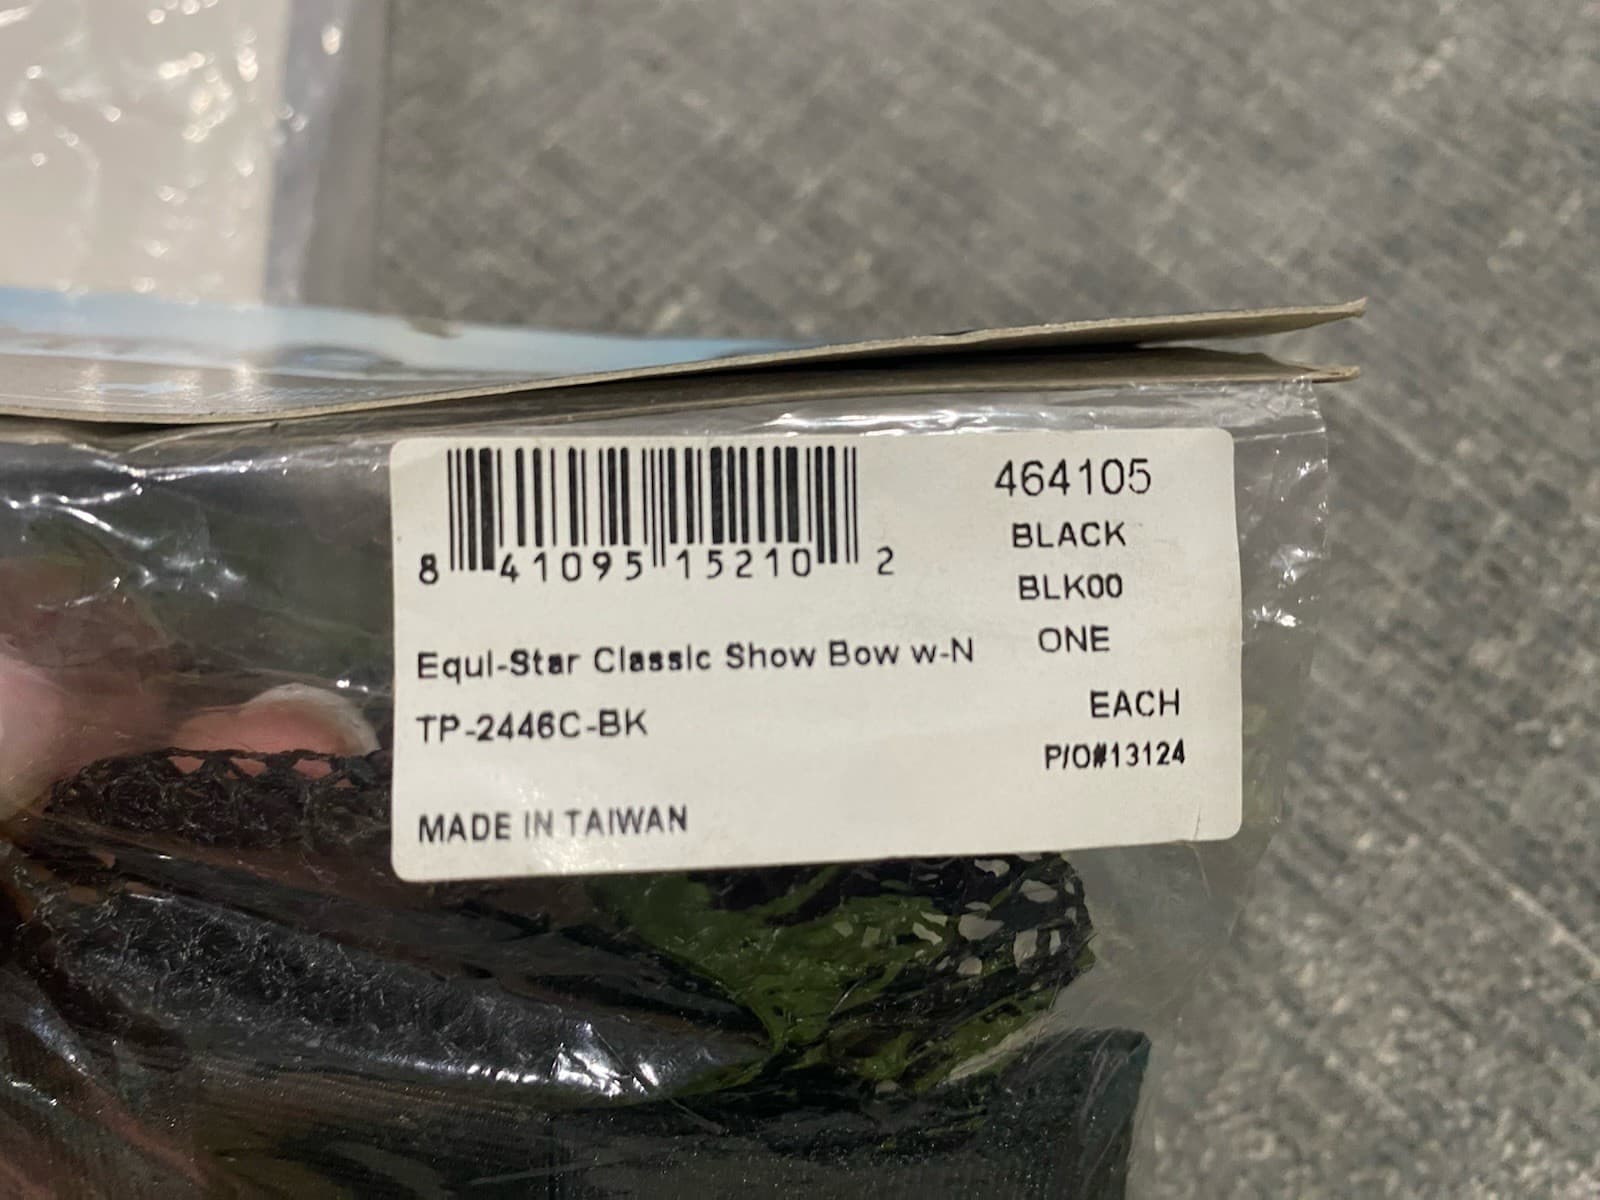 8 41095 15210 2
464105
BLACK
BLK00
ONE
Equi-Star Classic Show Bow w-N
TP-2446C-BK
EACH
P/O#13124
MADE IN TAIWAN